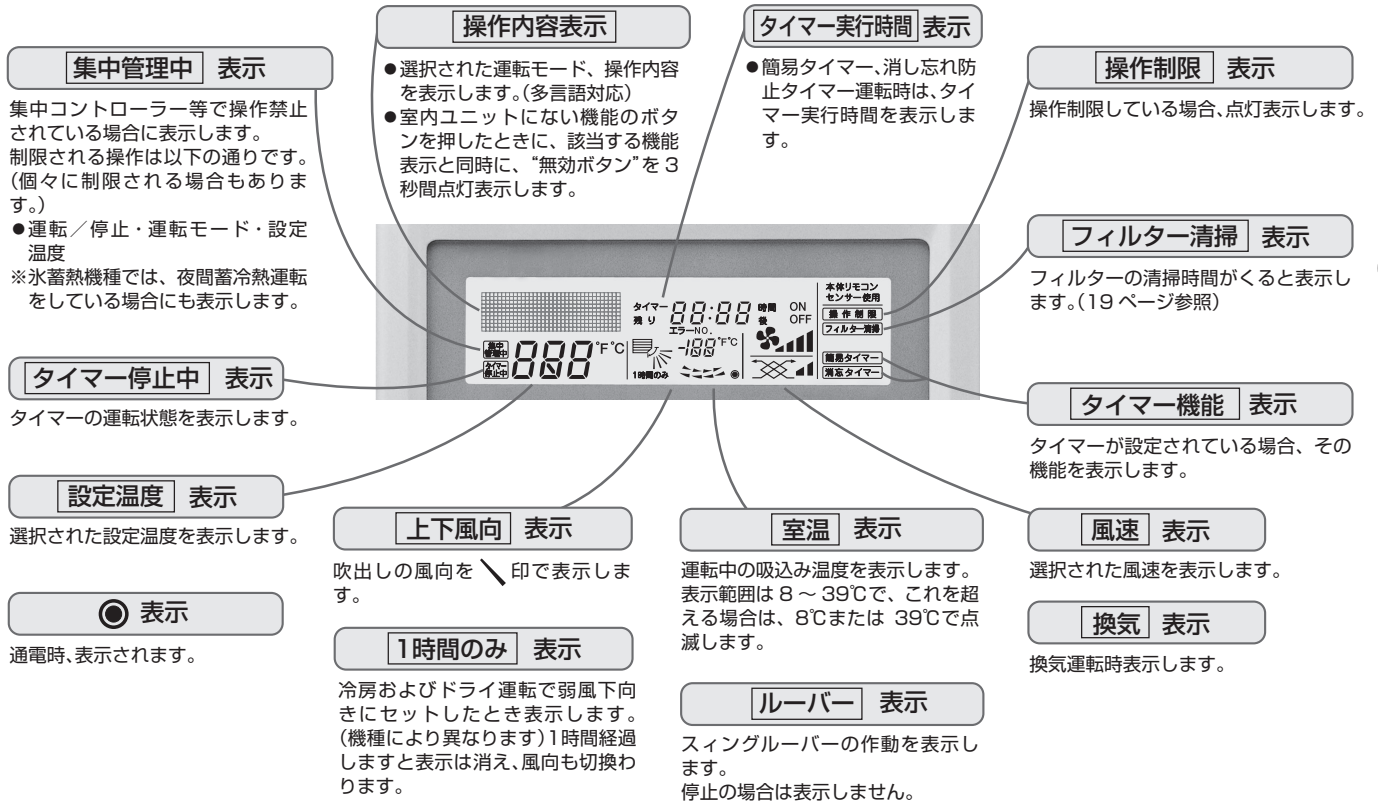 集中管理中 表示
集中コントローラー等で操作禁止
されている場合に表示します。
制限される操作は以下の通りです。
(個々に制限される場合もありま
す。)
●運転／停止・運転モード・設定
温度
※氷蓄熱機種では、夜間蓄冷熱運転
をしている場合にも表示します。
操作内容表示
●選択された運転モード、操作内容
を表示します。(多言語対応)
●室内ユニットにない機能のボタ
ンを押したときに、該当する機能
表示と同時に、“無効ボタン”を 3
秒間点灯表示します。
タイマー実行時間 表示
●簡易タイマー、消し忘れ防
止タイマー運転時は、タイ
マー実行時間を表示しま
す。
操作制限 表示
操作制限している場合、点灯表示します。
フィルター清掃 表示
フィルターの清掃時間がくると表示し
ます。(19 ページ参照)
タイマー
残り
88:88
時間
後
ON
OFF
エラーNO.
本体リモコン
センサー使用
操作制限
フィルター清掃
簡易タイマー
消忘タイマー
集中
管理中
タイマー
停止中
888
°F°C
-188
°F°C
1時間のみ
タイマー停止中 表示
タイマーの運転状態を表示します。
タイマー機能 表示
タイマーが設定されている場合、その
機能を表示します。
設定温度 表示
選択された設定温度を表示します。
◉ 表示
通電時、表示されます。
上下風向 表示
吹出しの風向を ＼ 印で表示しま
す。
1時間のみ 表示
冷房およびドライ運転で弱風下向
きにセットしたとき表示します。
(機種により異なります)1時間経過
しますと表示は消え、風向も切換わ
ります。
室温 表示
運転中の吸込み温度を表示します。
表示範囲は 8 ～ 39℃で、これを超
える場合は、8℃または 39℃で点
滅します。
ルーバー 表示
スィングルーバーの作動を表示し
ます。
停止の場合は表示しません。
風速 表示
選択された風速を表示します。
換気 表示
換気運転時表示します。